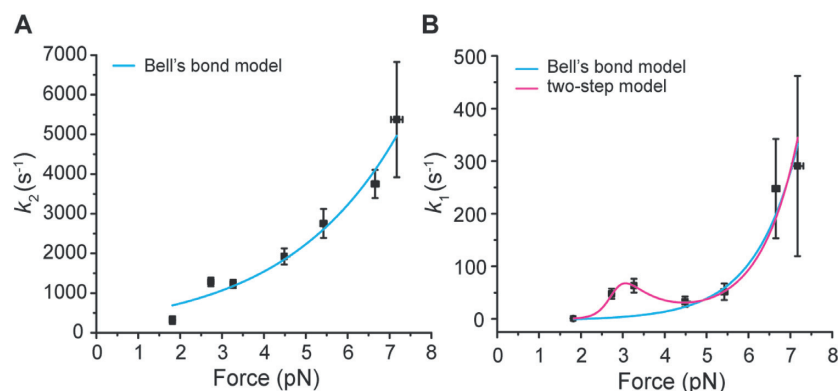 A
B
7000
6000
5000
4000
3000
2000
1000
0
k₂(s⁻¹)
Bell's bond model
0 1 2 3 4 5 6 7 8
Force (pN)
500
400
300
200
100
0
k₁(s⁻¹)
Bell's bond model
two-step model
0 1 2 3 4 5 6 7 8
Force (pN)